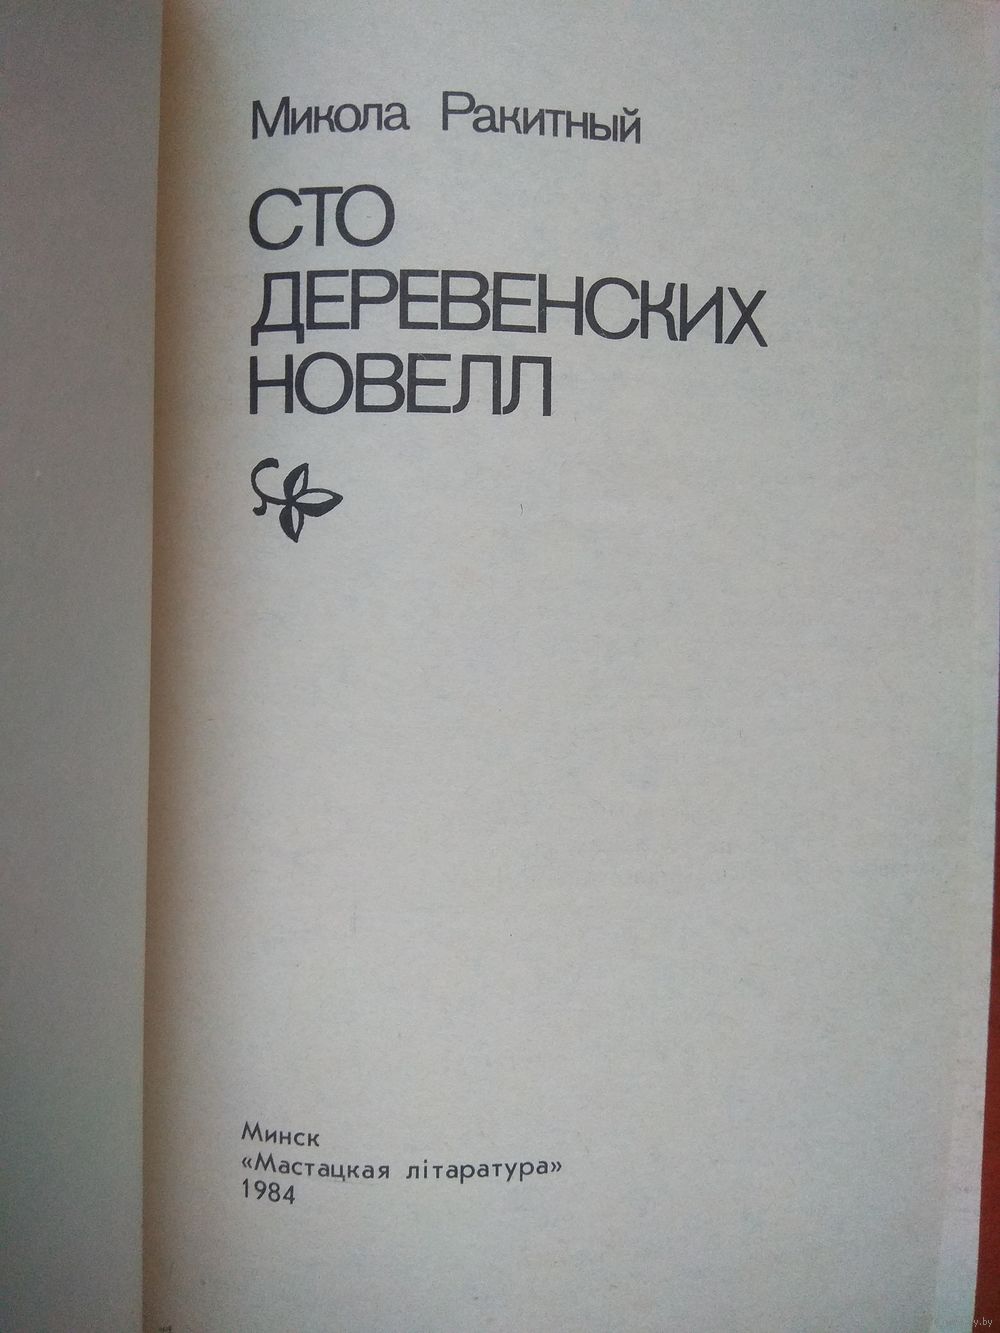 Микола Ракитный
СТО
ДЕРЕВЕНСКИХ
НОВЕЛЛ
Минск
«Мастацкая лiтаратура»
1984